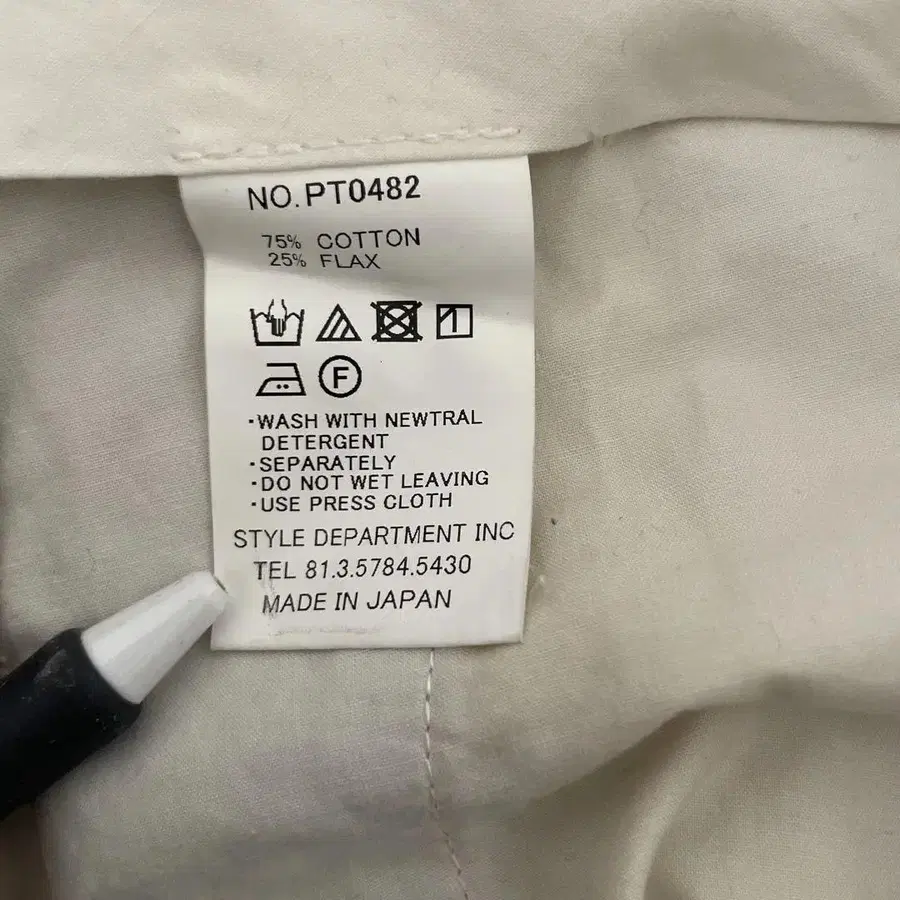 NO. PT0482
75% COTTON
25% FLAX
F
·WASH WITH NEWTRAL
DETERGENT
·SEPARATELY
·DO NOT WET LEAVING
·USE PRESS CLOTH
STYLE DEPARTMENT INC
TEL 81.3.5784.5430
MADE IN JAPAN